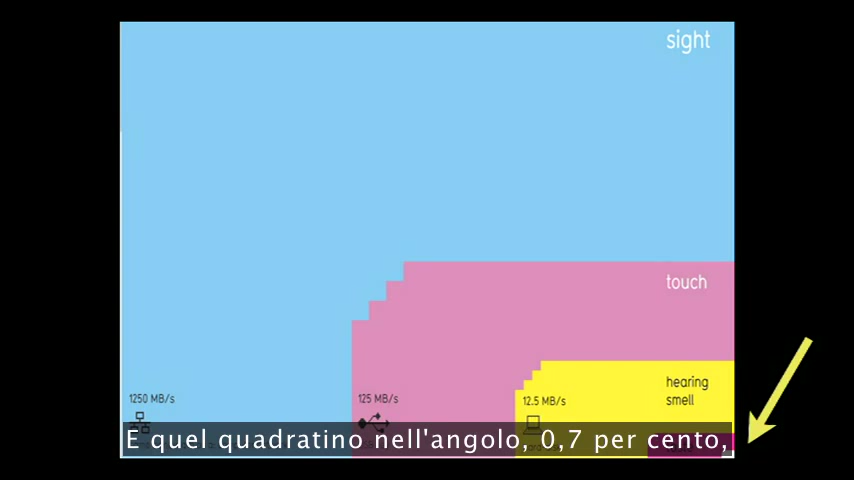 sight
touch
hearing
smell
1250 MB/s
125 MB/s
12.5 MB/s
E quel quadratino nell'angolo, 0,7 per cento,